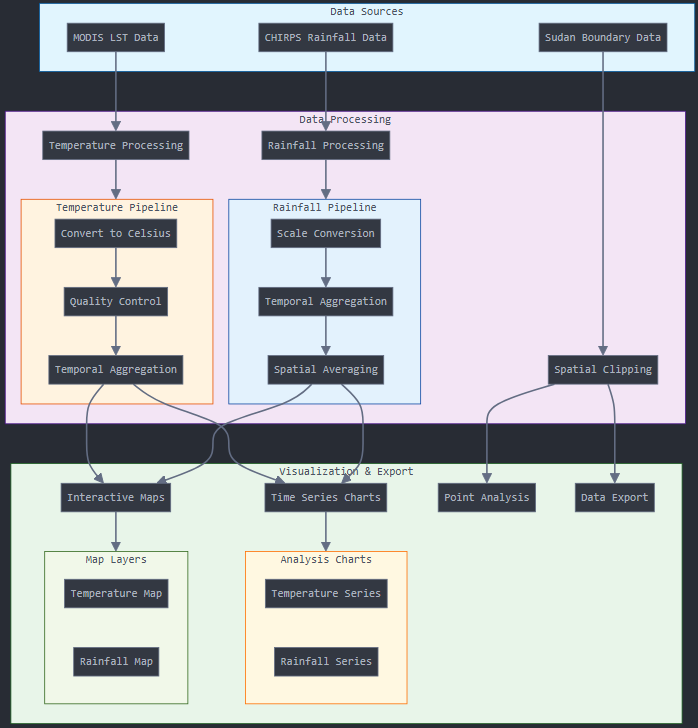 Data Sources
MODIS LST Data
CHIRPS Rainfall Data
Sudan Boundary Data
Data Processing
Temperature Processing
Rainfall Processing
Temperature Pipeline
Rainfall Pipeline
Convert to Celsius
Scale Conversion
Quality Control
Temporal Aggregation
Temporal Aggregation
Spatial Averaging
Spatial Clipping
Visualization & Export
Interactive Maps
Time Series Charts
Point Analysis
Data Export
Map Layers
Analysis Charts
Temperature Map
Temperature Series
Rainfall Map
Rainfall Series